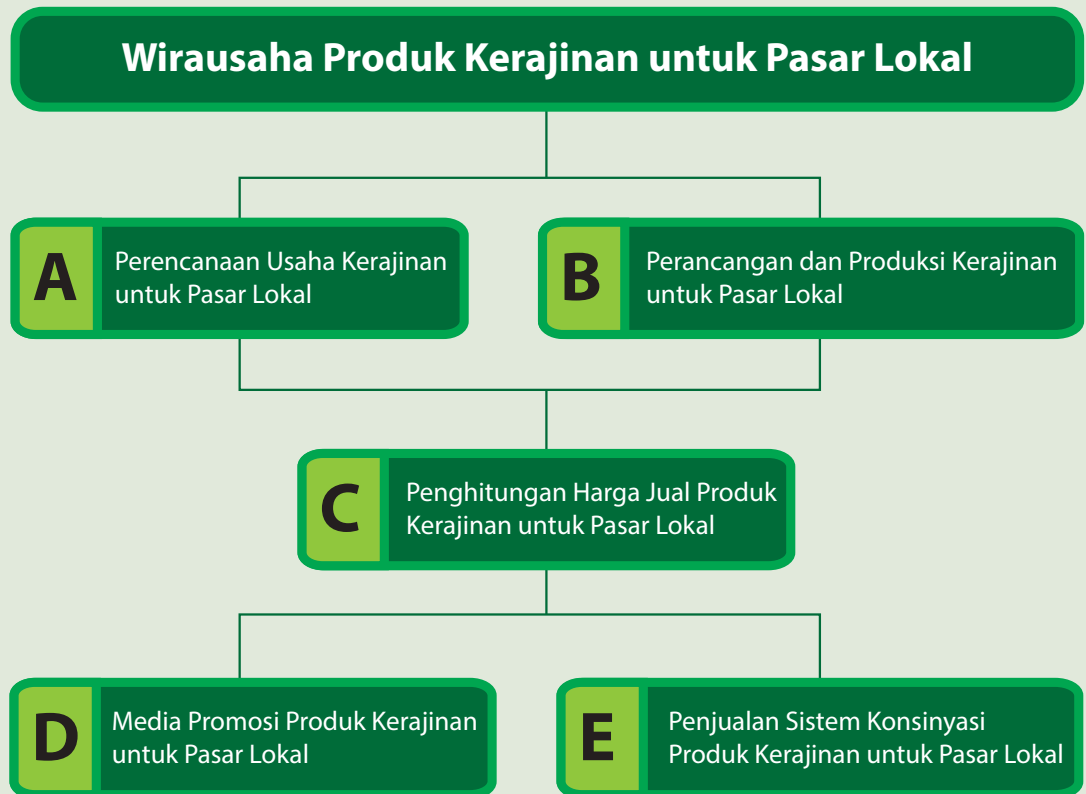 Wirausaha Produk Kerajinan untuk Pasar Lokal
A
Perencanaan Usaha Kerajinan
untuk Pasar Lokal
B
Perancangan dan Produksi Kerajinan
untuk Pasar Lokal
C
Penghitungan Harga Jual Produk
Kerajinan untuk Pasar Lokal
D
Media Promosi Produk Kerajinan
untuk Pasar Lokal
E
Penjualan Sistem Konsinyasi
Produk Kerajinan untuk Pasar Lokal